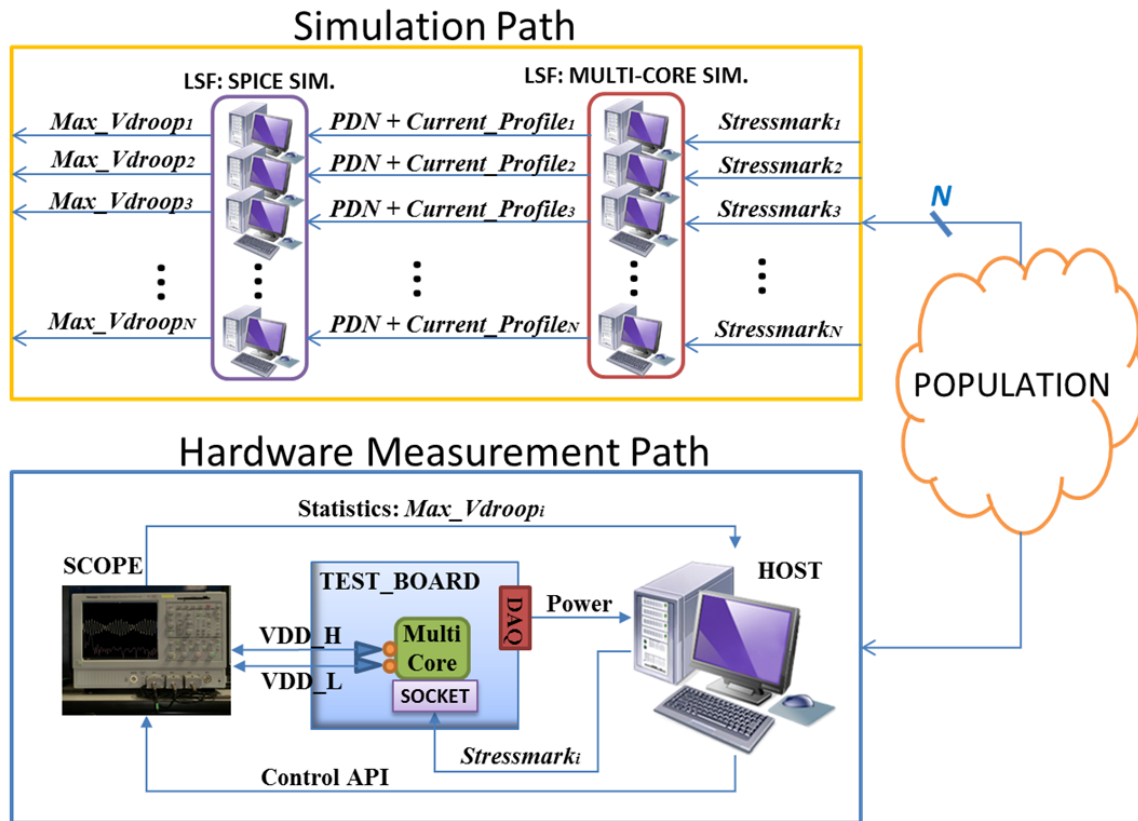 Simulation Path
LSF: SPICE SIM.
LSF: MULTI-CORE SIM.
Max_Vdroop1
PDN + Current_Profile1
Stressmark1
Max_Vdroop2
PDN + Current_Profile2
Stressmark2
Max_Vdroop3
PDN + Current_Profile3
Stressmark3
N
Max_VdroopN
PDN + Current_ProfileN
StressmarkN
POPULATION
Hardware Measurement Path
Statistics: Max_Vdroopi
SCOPE
TEST_BOARD
HOST
DAQ
Power
VDD_H
Multi
Core
VDD_L
SOCKET
Stressmarki
Control API